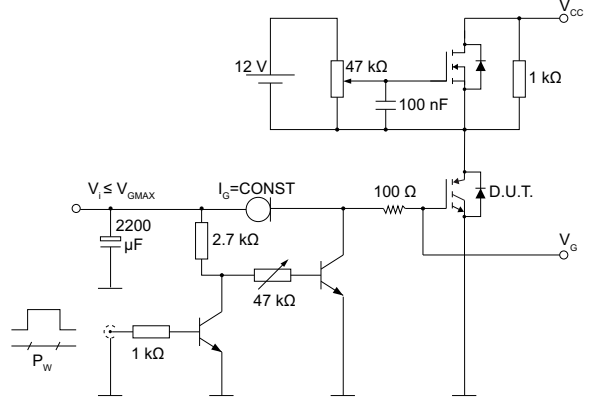 V_CC
12 V
47 kΩ
1 kΩ
100 nF
V_i ≤ V_GMAX
I_G=CONST
100 Ω
D.U.T.
2200
µF
2.7 kΩ
V_G
47 kΩ
1 kΩ
P_W